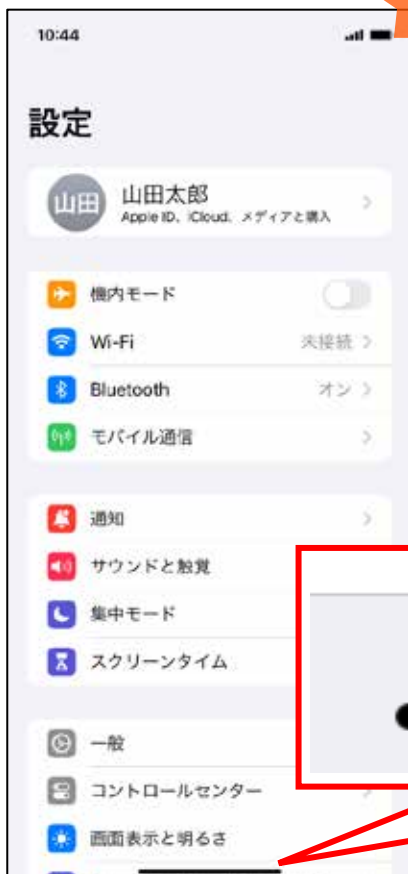 10:44
設定
山田
山田太郎
Apple ID、iCloud、メディアと購入
機内モード
Wi-Fi 未接続
Bluetooth オン
モバイル通信
通知
サウンドと触覚
集中モード
スクリーンタイム
一般
コントロールセンター
画面表示と明るさ